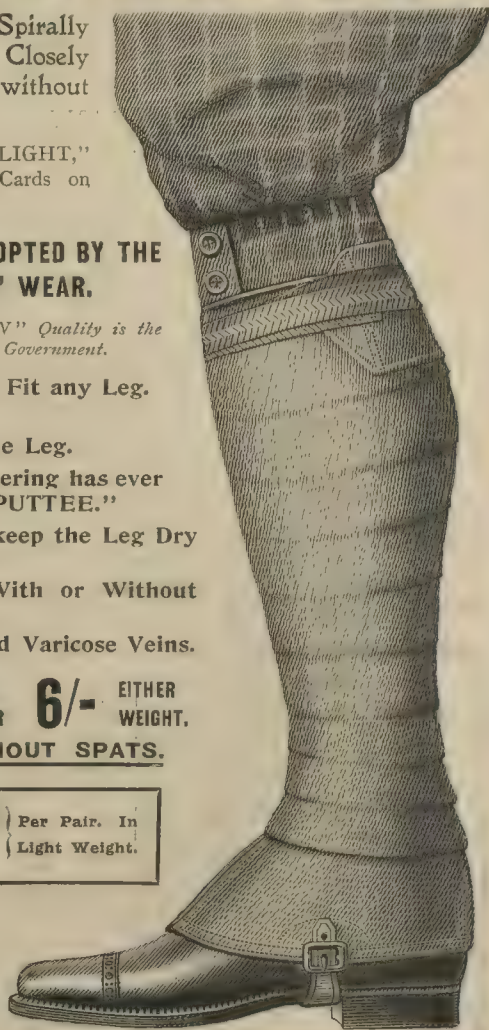 Spirally
Closely
without
LIGHT,"
Cards on
OPTED BY THE
" WEAR.
V" Quality is the
Government.
Fit any Leg.
e Leg.
ering has ever
PUTTEE."
keep the Leg Dry
With or Without
d Varicose Veins.
R 6/- EITHER WEIGHT.
HOUT SPATS.
Per Pair. In
Light Weight.